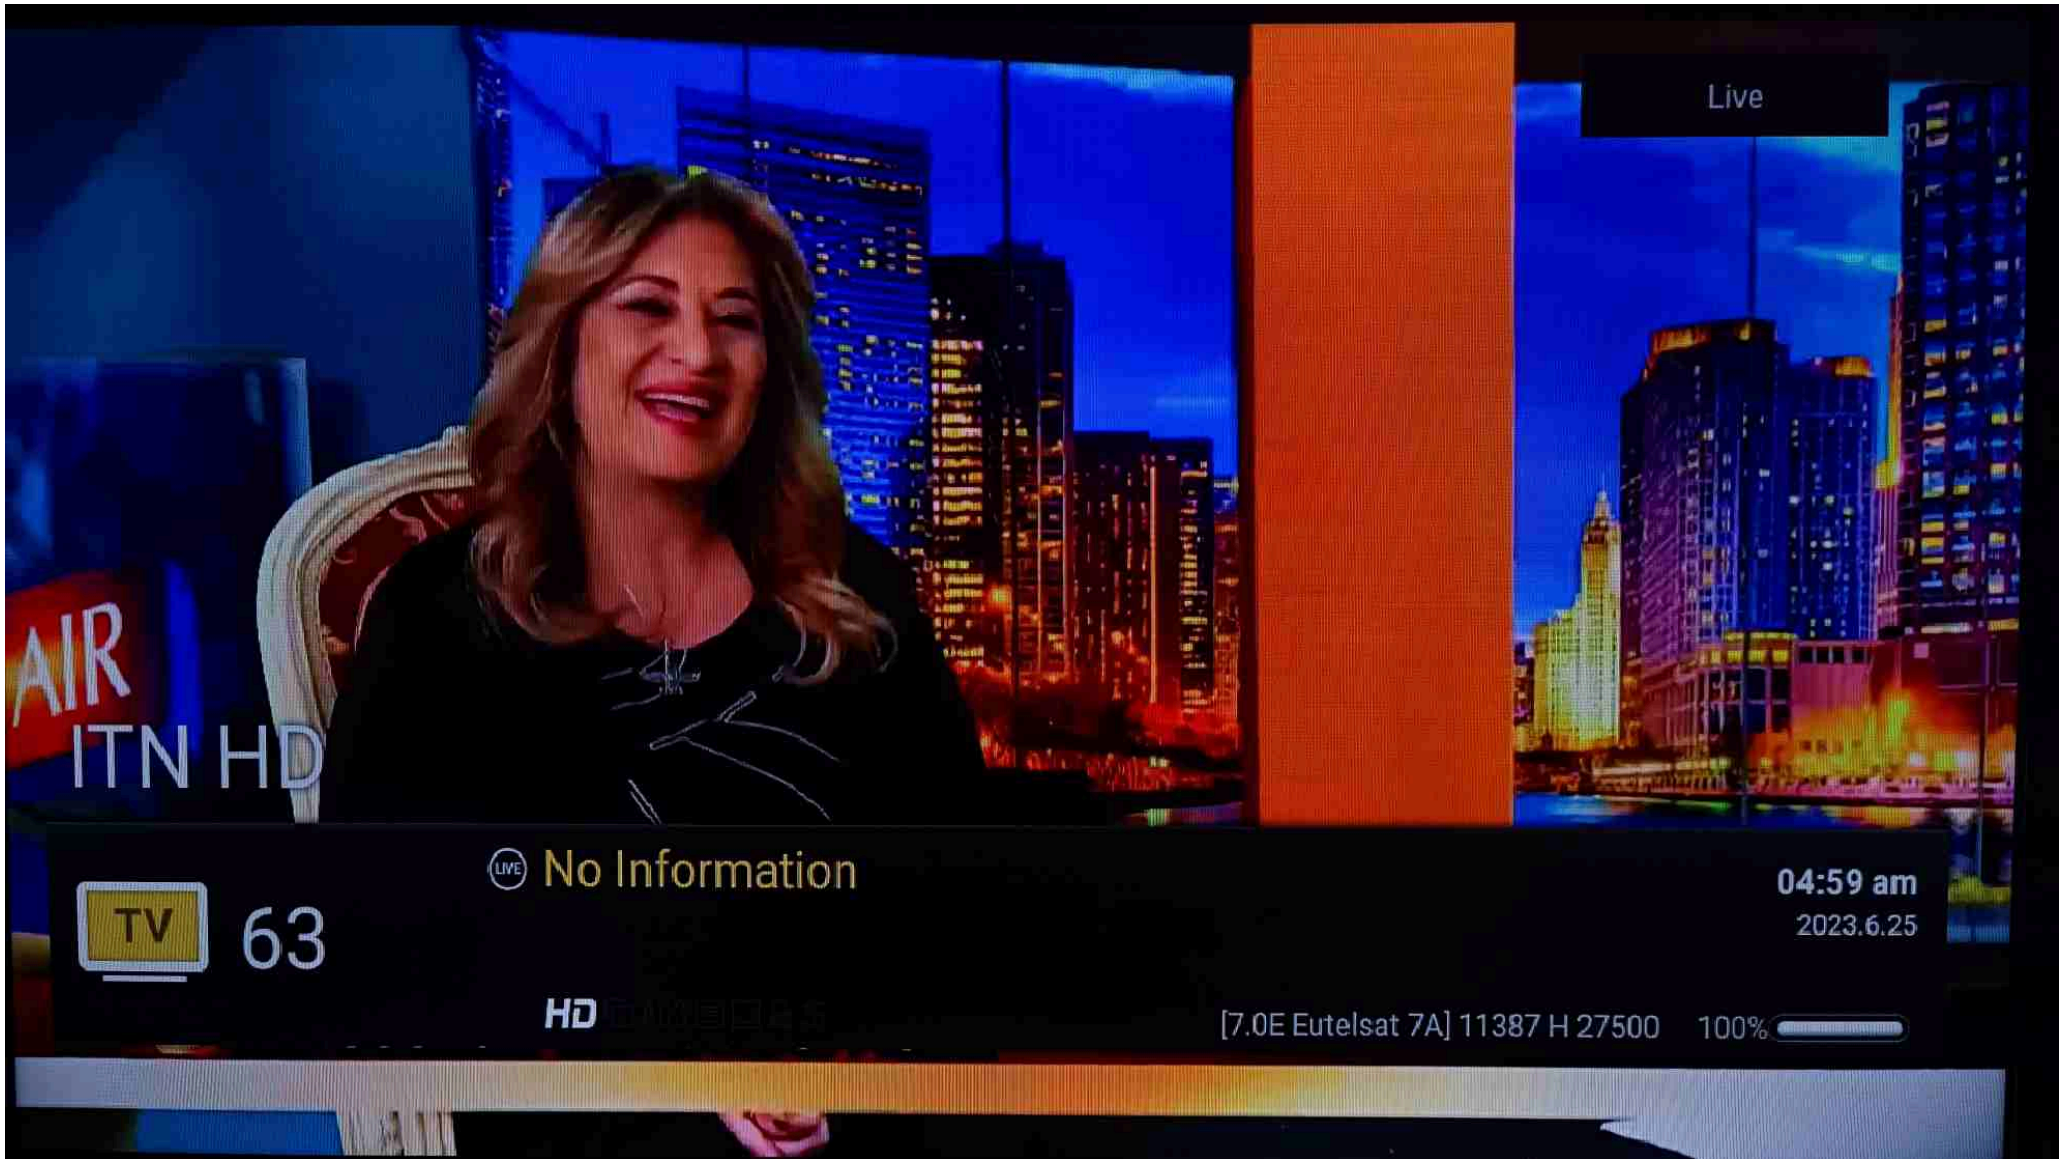 Live
AIR
ITN HD
LIVE No Information
04:59 am
TV 63
2023.6.25
HD
[7.0E Eutelsat 7A] 11387 H 27500 100%